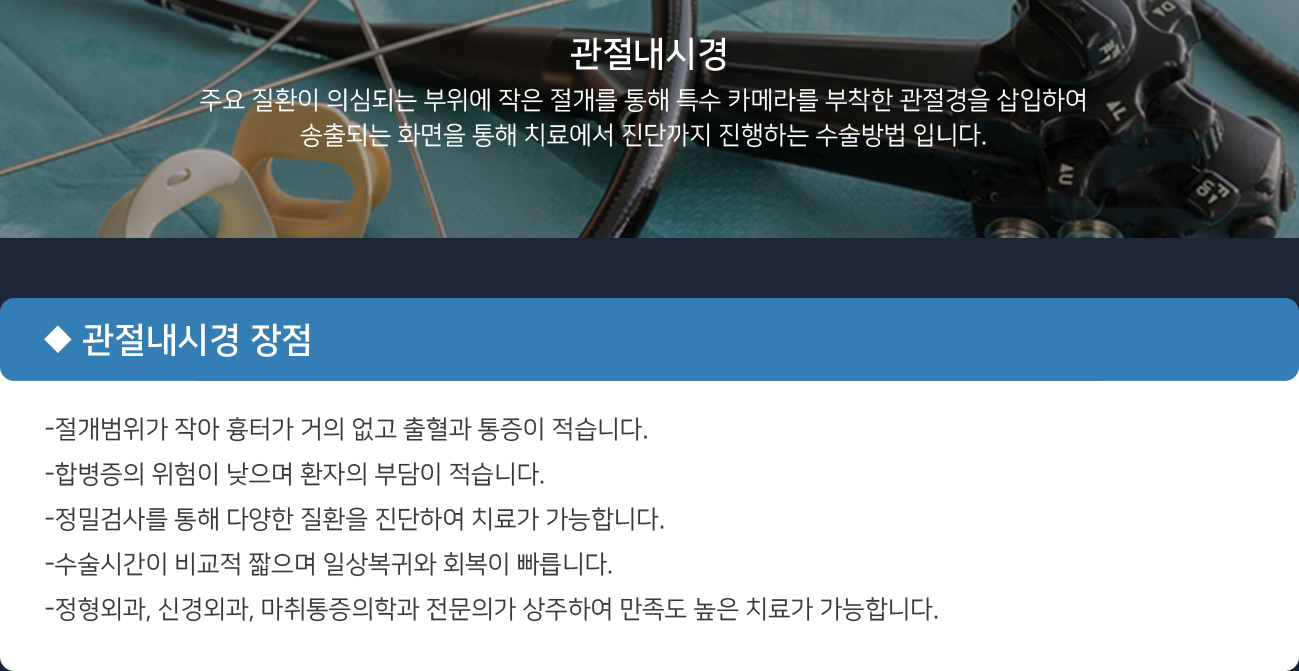 관절내시경
주요 질환이 의심되는 부위에 작은 절개를 통해 특수 카메라를 부착한 관절경을 삽입하여
송출되는 화면을 통해 치료에서 진단까지 진행하는 수술방법 입니다.
◆ 관절내시경 장점
-절개범위가 작아 흉터가 거의 없고 출혈과 통증이 적습니다.
-합병증의 위험이 낮으며 환자의 부담이 적습니다.
-정밀검사를 통해 다양한 질환을 진단하여 치료가 가능합니다.
-수술시간이 비교적 짧으며 일상복귀와 회복이 빠릅니다.
-정형외과, 신경외과, 마취통증의학과 전문의가 상주하여 만족도 높은 치료가 가능합니다.